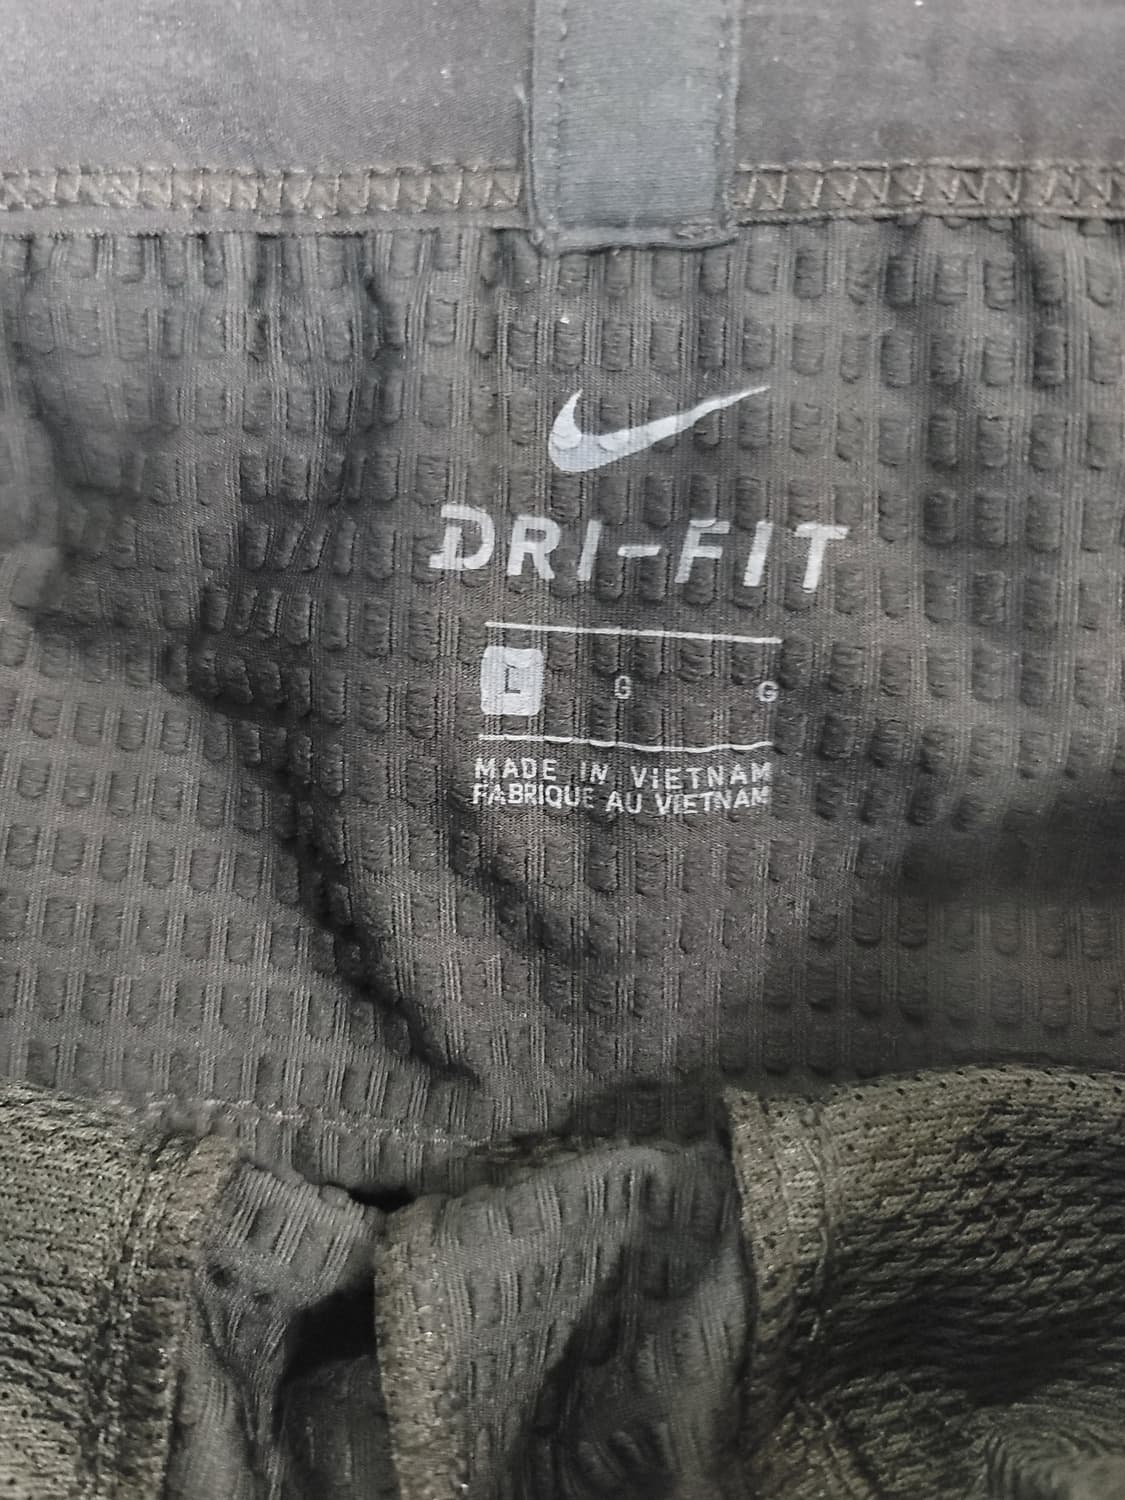 DRI-FIT
L G G
MADE IN VIETNAM
FABRIQUE AU VIETNAM